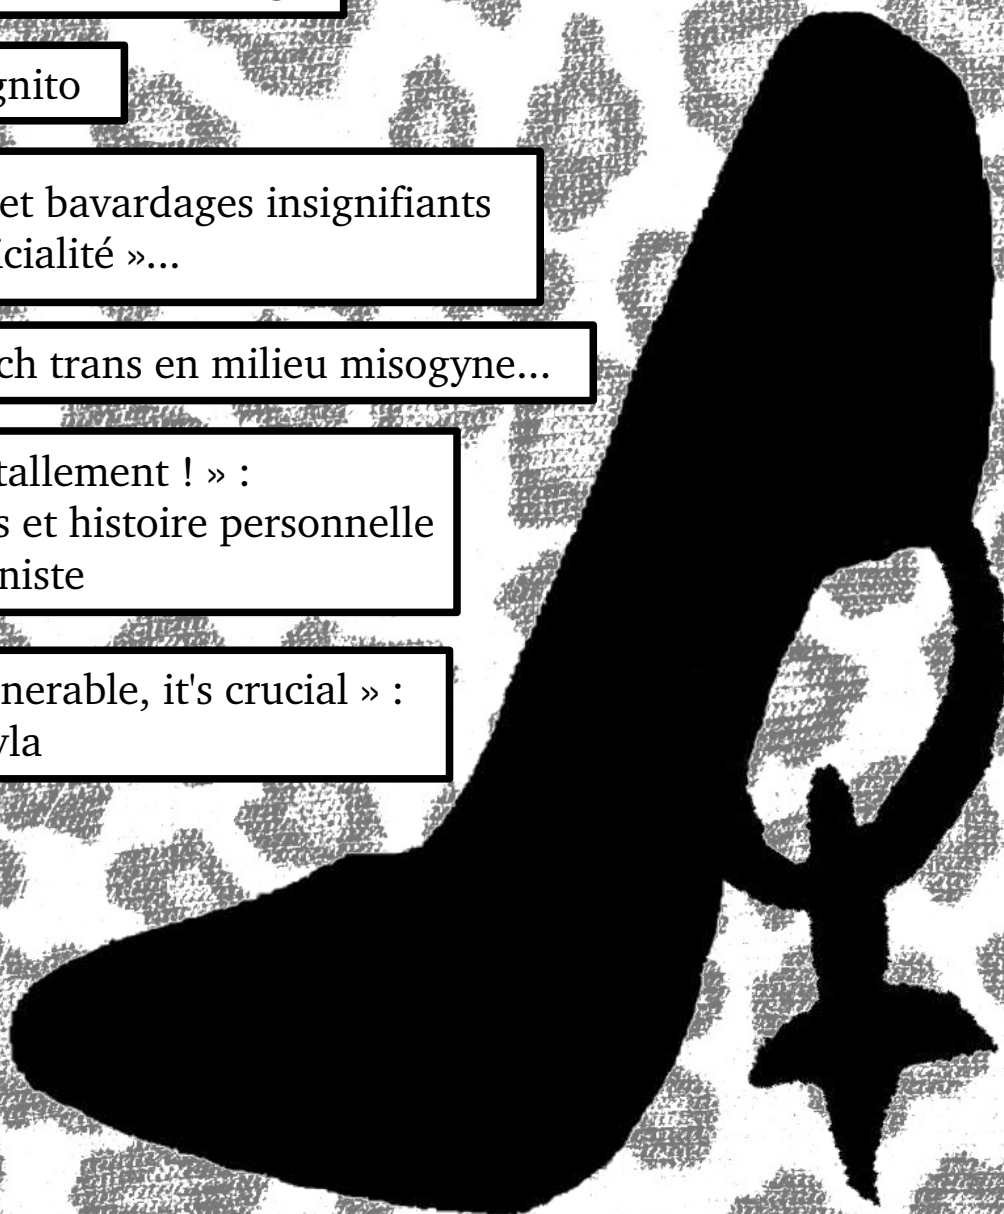 gnito
et bavardages insignifiants
icialité »...
ch trans en milieu misogyne...
tallement ! » :
s et histoire personnelle
niste
nerable, it's crucial » :
yla